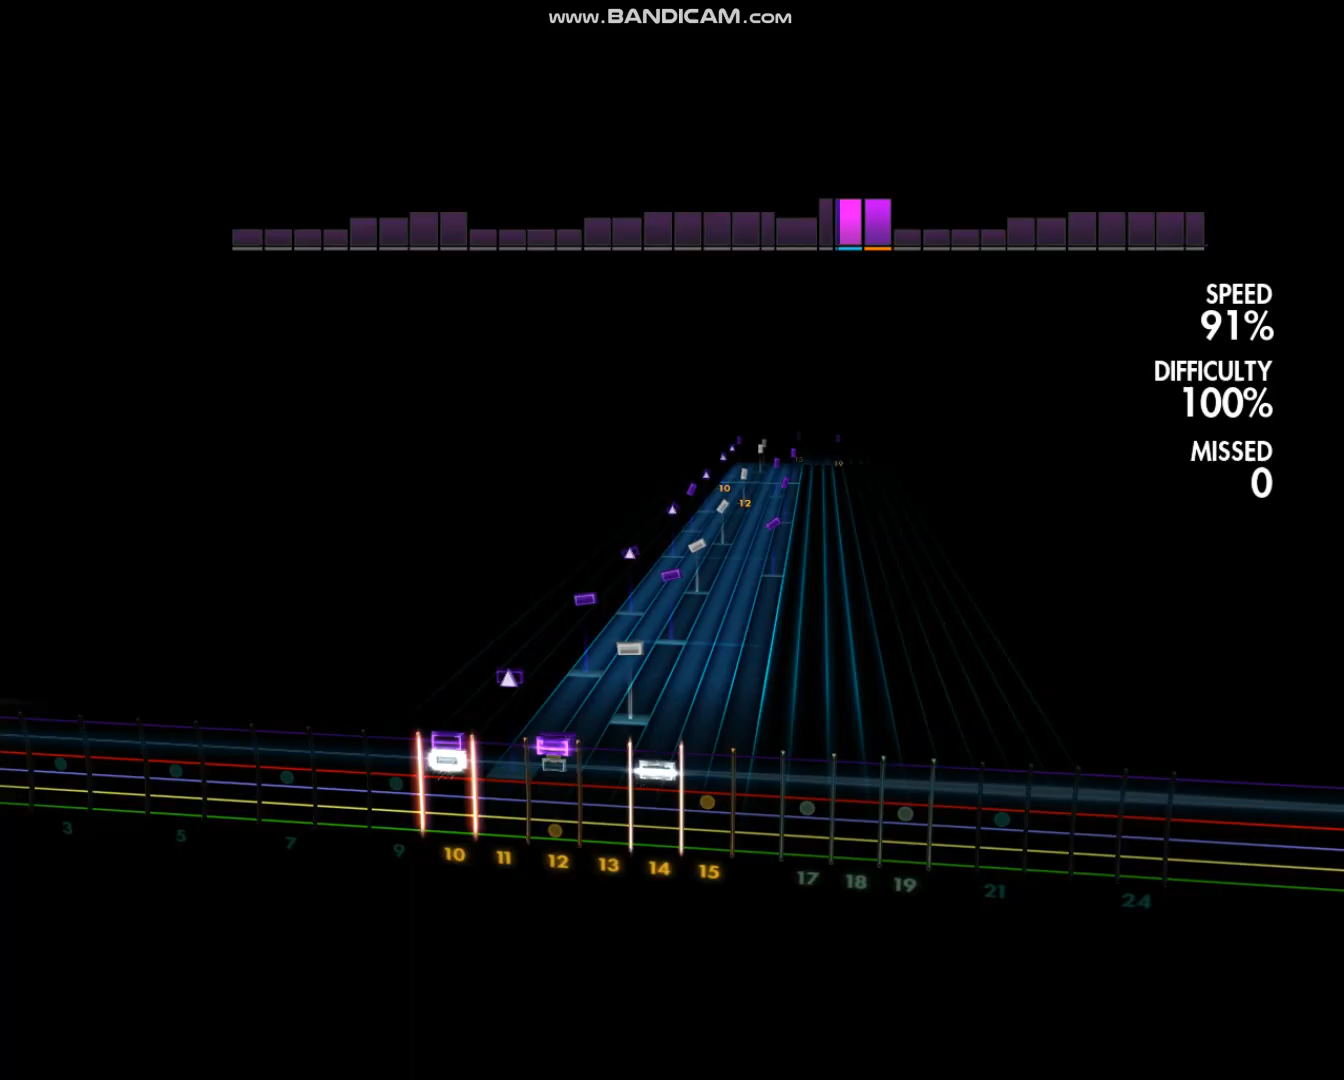 www.BANDICAM.com
SPEED
91%
DIFFICULTY
100%
MISSED
0
19
10
12
3 5 7 9 10 11 12 13 14 15 17 18 19 21 24